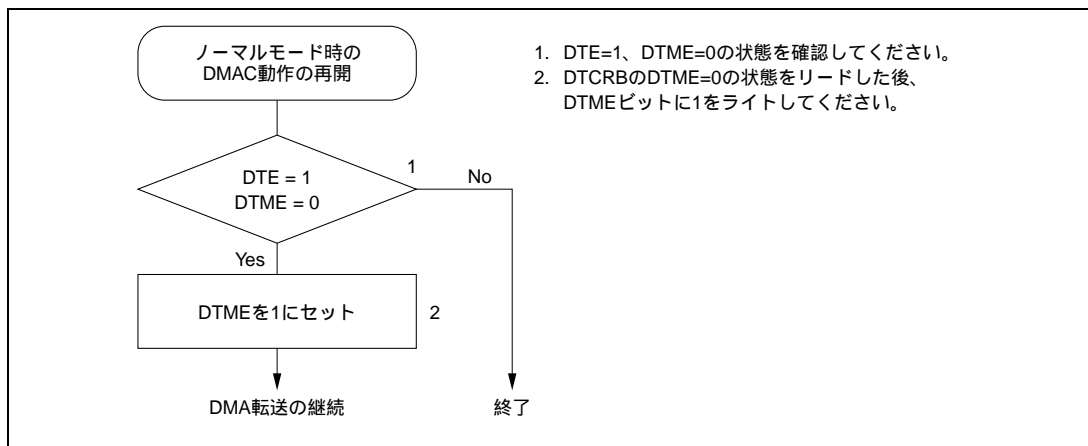 ノーマルモード時の
DMAC動作の再開
1. DTE=1、DTME=0の状態を確認してください。
2. DTCRBのDTME=0の状態をリードした後、
DTMEビットに1をライトしてください。
1
DTE = 1
DTME = 0
No
Yes
DTMEを1にセット
2
DMA転送の継続
終了